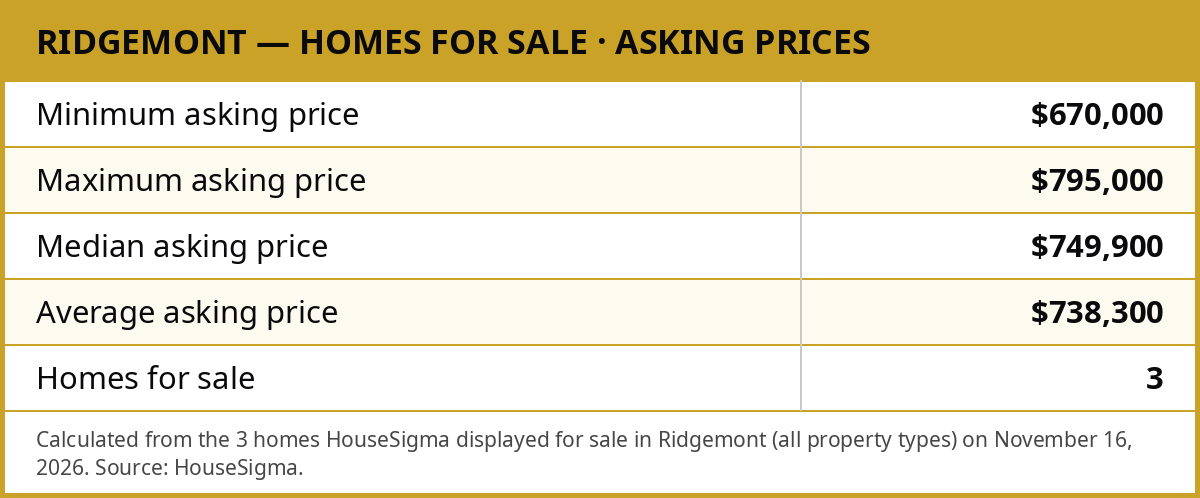 RIDGEMONT — HOMES FOR SALE · ASKING PRICES
Minimum asking price $670,000
Maximum asking price $795,000
Median asking price $749,900
Average asking price $738,300
Homes for sale 3
Calculated from the 3 homes HouseSigma displayed for sale in Ridgemont (all property types) on November 16,
2026. Source: HouseSigma.